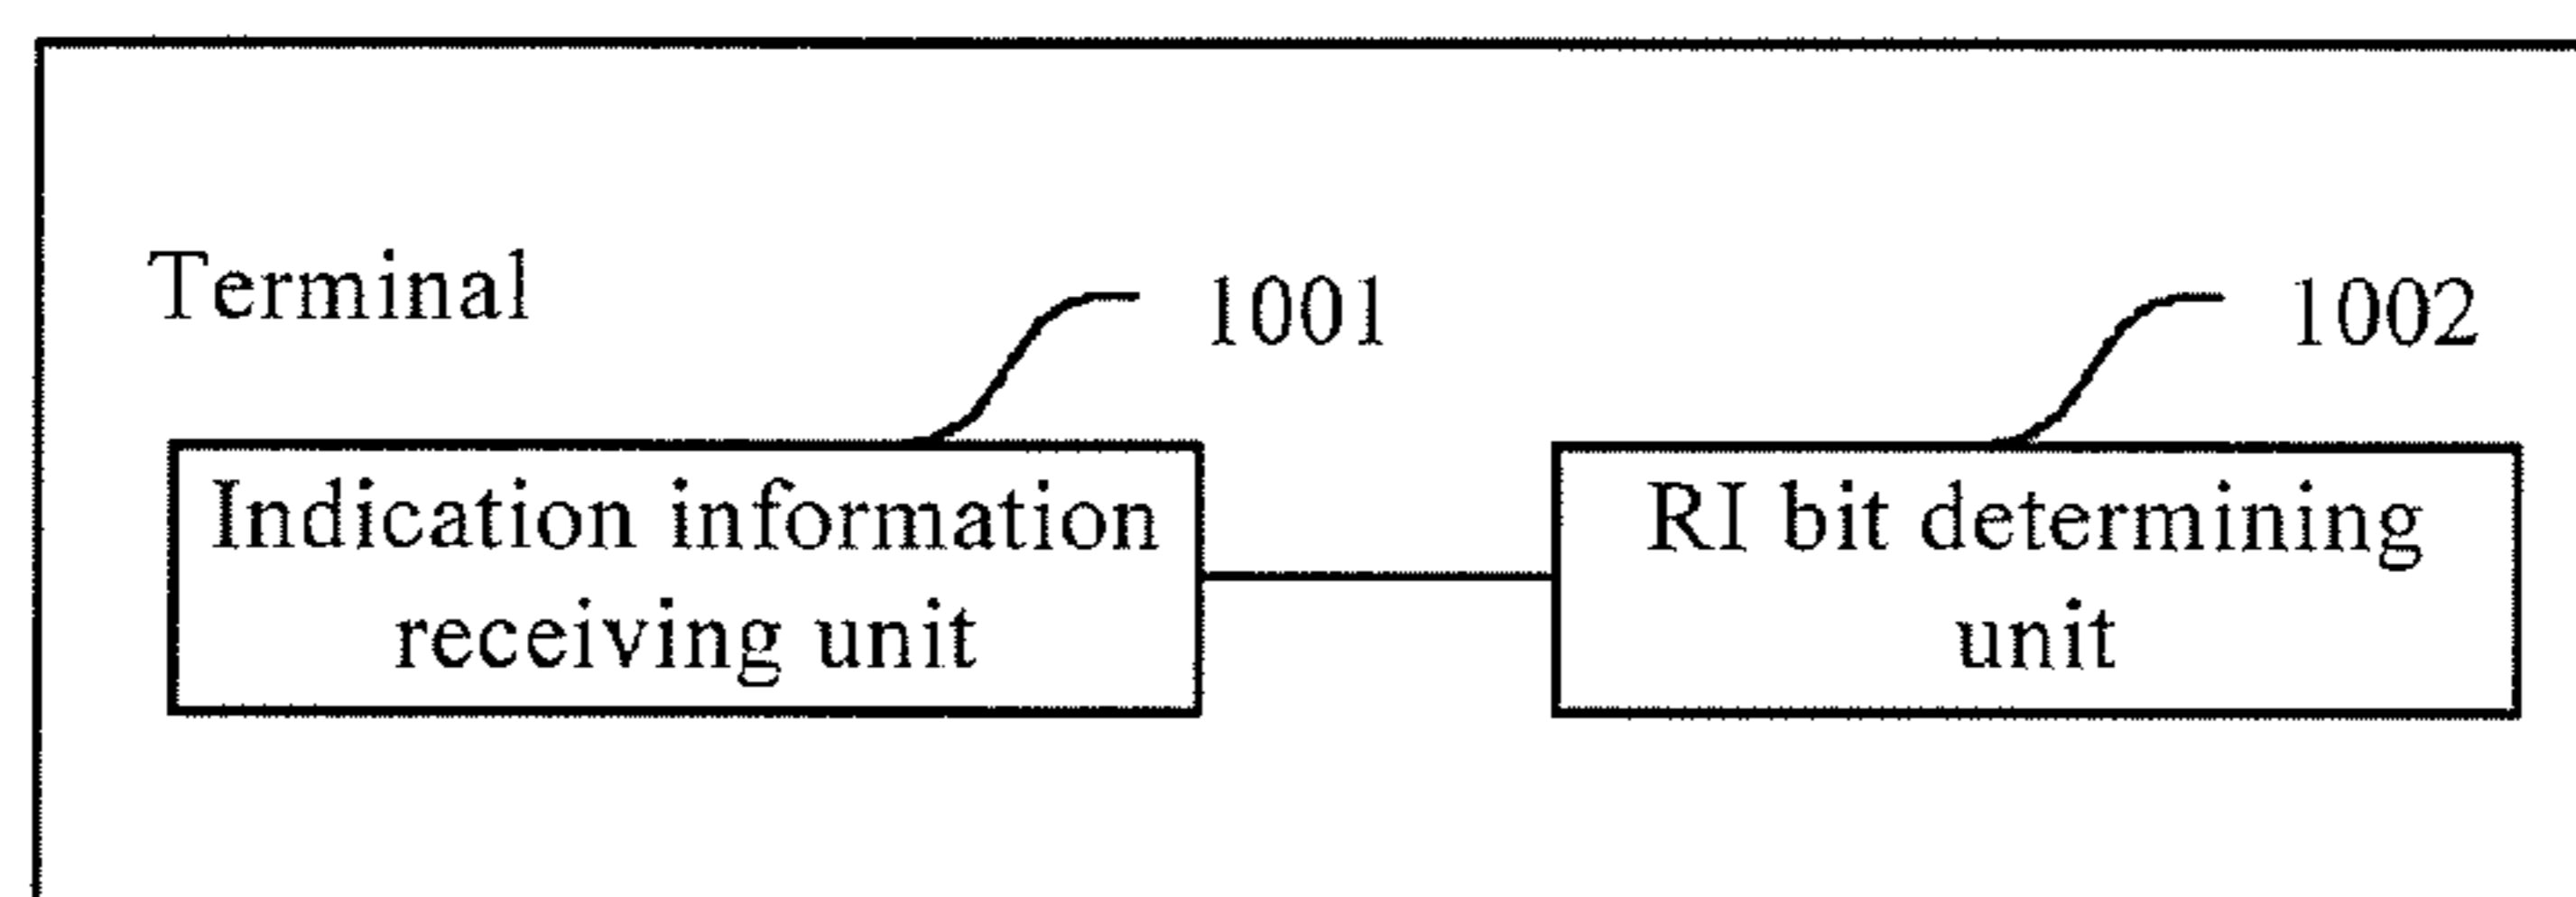 Terminal
1001
1002
Indication information
receiving unit
RI bit determining
unit